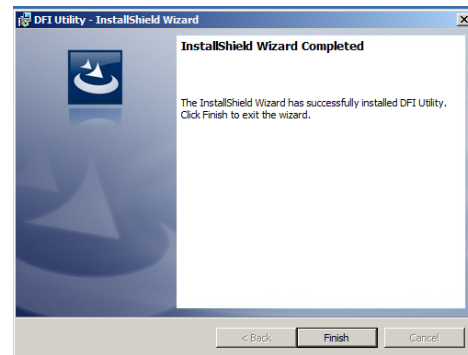 DFI Utility - InstallShield Wizard
InstallShield Wizard Completed
The InstallShield Wizard has successfully installed DFI Utility.
Click Finish to exit the wizard.
< Back
Finish
Cancel